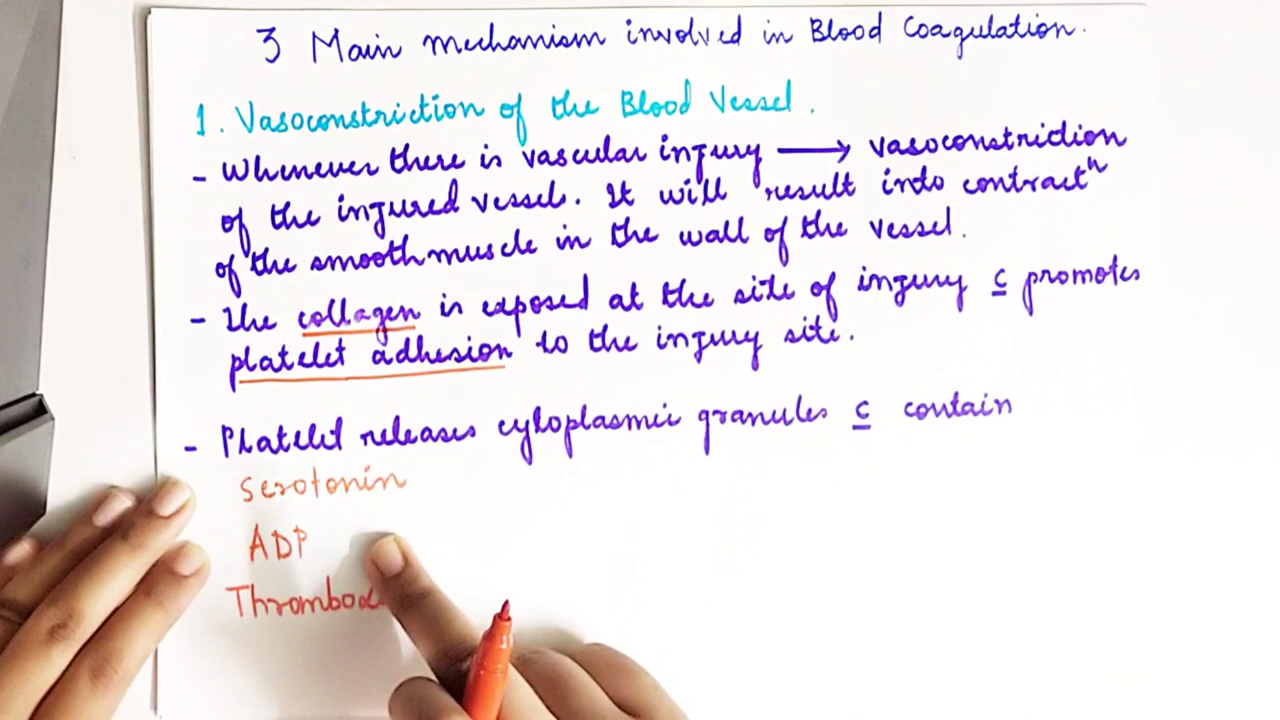 3 Main mechanism involved in Blood Coagulation.
1. Vasoconstriction of the Blood Vessel.
- Whenever there is vascular injury → vasoconstriction
of the injured vessel. It will result into contractⁿ
of the smooth muscle in the wall of the vessel.
- The collagen is exposed at the site of injury c̲ promotes
platelet adhesion to the injury site.
- Platelet releases cytoplasmic granules c̲ contain
Serotonin
ADP